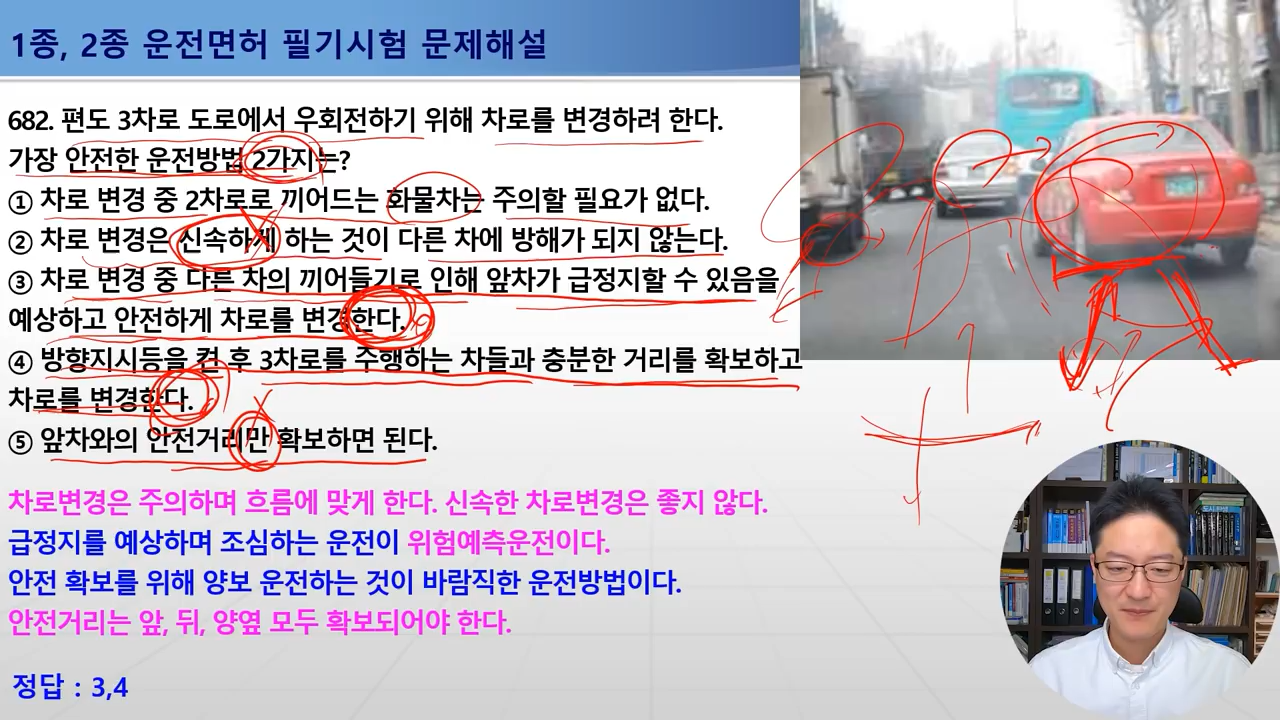 1종, 2종 운전면허 필기시험 문제해설
682. 편도 3차로 도로에서 우회전하기 위해 차로를 변경하려 한다.
가장 안전한 운전방법 2가지는?
① 차로 변경 중 2차로로 끼어드는 화물차는 주의할 필요가 없다.
② 차로 변경은 신속하게 하는 것이 다른 차에 방해가 되지 않는다.
③ 차로 변경 중 다른 차의 끼어들기로 인해 앞차가 급정지할 수 있음을
예상하고 안전하게 차로를 변경한다.
④ 방향지시등을 켠 후 3차로를 주행하는 차들과 충분한 거리를 확보하고
차로를 변경한다.
⑤ 앞차와의 안전거리만 확보하면 된다.
차로변경은 주의하며 흐름에 맞게 한다. 신속한 차로변경은 좋지 않다.
급정지를 예상하며 조심하는 운전이 위험예측운전이다.
안전 확보를 위해 양보 운전하는 것이 바람직한 운전방법이다.
안전거리는 앞, 뒤, 양옆 모두 확보되어야 한다.
정답 : 3,4